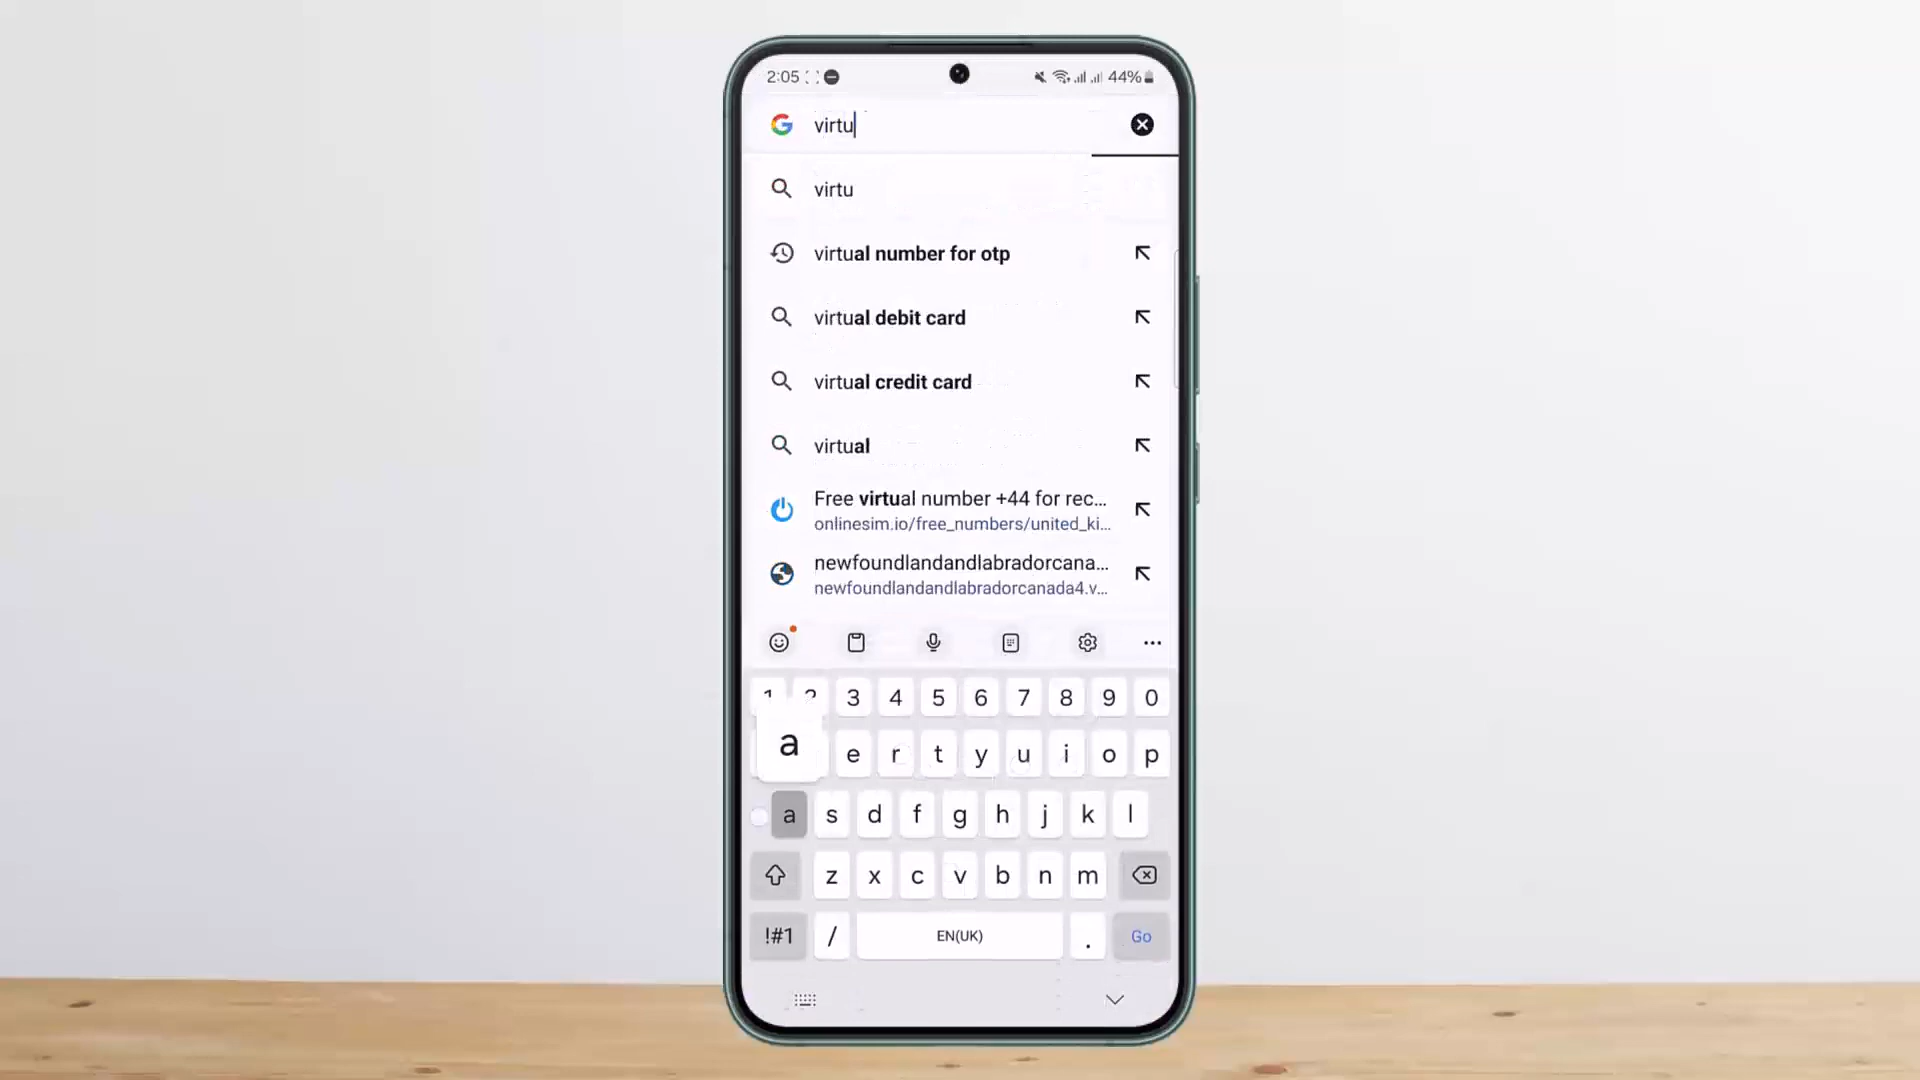 2:05 44%
virtu
virtu
virtual number for otp
virtual debit card
virtual credit card
virtual
Free virtual number +44 for rec...
onlinesim.io/free_numbers/united_ki...
newfoundlandandlabradorcana...
newfoundlandandlabradorcanada4.v...
1 2 3 4 5 6 7 8 9 0
a e r t y u i o p
a s d f g h j k l
z x c v b n m
!#1 / EN(UK) . Go